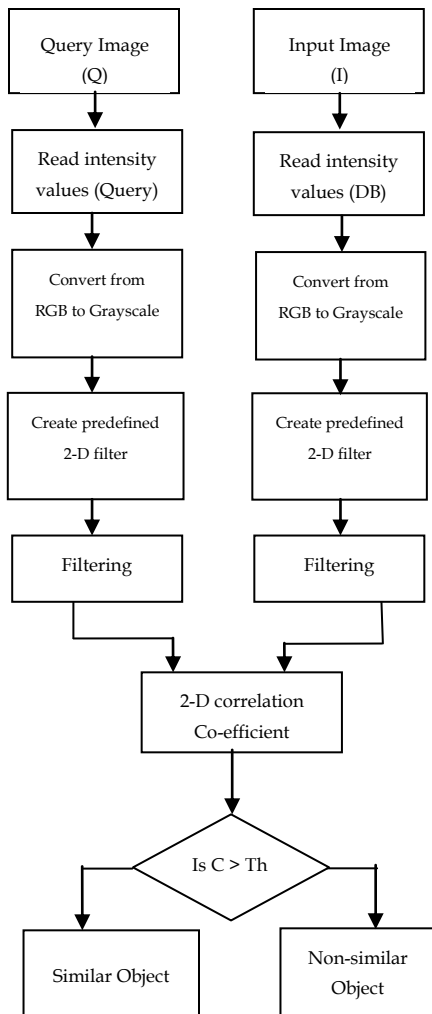 Query Image
(Q)
Input Image
(I)
Read intensity
values (Query)
Read intensity
values (DB)
Convert from
RGB to Grayscale
Convert from
RGB to Grayscale
Create predefined
2-D filter
Create predefined
2-D filter
Filtering
Filtering
2-D correlation
Co-efficient
Is C > Th
Similar Object
Non-similar
Object